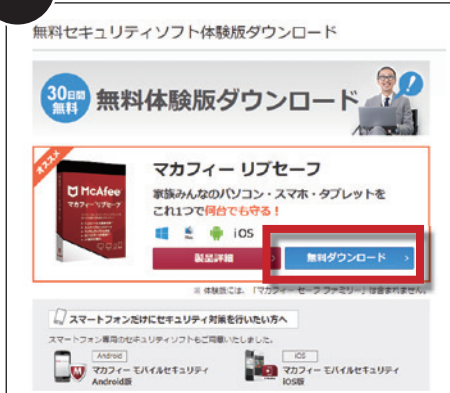 無料セキュリティソフト体験版ダウンロード
30日間
無料
無料体験版ダウンロード
オススメ
McAfee
マカフィー リブセーフ
マカフィー リブセーフ
家族みんなのパソコン・スマホ・タブレットを
これ1つで何台でも守る！
Mac
iOS
製品詳細
無料ダウンロード
※ 体験版には、「マカフィー セーフ ファミリー」は含まれません。
スマートフォンだけにセキュリティ対策を行いたい方へ
スマートフォン専用のセキュリティソフトもご用意いたしました。
Android
マカフィー モバイルセキュリティ
Android版
iOS
マカフィー モバイルセキュリティ
iOS版